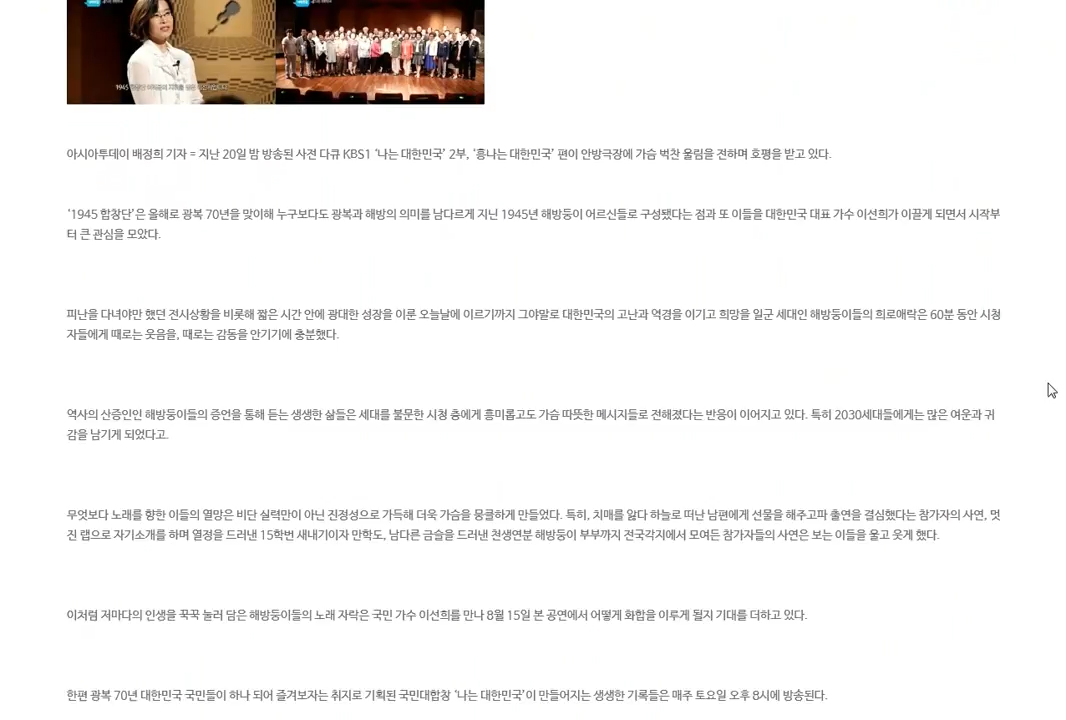 아시아투데이 배정희 기자 = 지난 20일 밤 방송된 사전 다큐 KBS1 ‘나는 대한민국’ 2부, ‘흥나는 대한민국’ 편이 안방극장에 가슴 벅찬 울림을 전하며 호평을 받고 있다.
‘1945 합창단’은 올해로 광복 70년을 맞이해 누구보다도 광복과 해방의 의미를 남다르게 지닌 1945년 해방둥이 어르신들로 구성됐다는 점과 또 이들을 대한민국 대표 가수 이선희가 이끌게 되면서 시작부
터 큰 관심을 모았다.
피난을 다녀야만 했던 전시상황을 비롯해 짧은 시간 안에 광대한 성장을 이룬 오늘날에 이르기까지 그야말로 대한민국의 고난과 역경을 이기고 희망을 일군 세대인 해방둥이들의 희로애락은 60분 동안 시청
자들에게 때로는 웃음을, 때로는 감동을 안기기에 충분했다.
역사의 산증인인 해방둥이들의 증언을 통해 듣는 생생한 삶들은 세대를 불문한 시청 층에게 흥미롭고도 가슴 따뜻한 메시지들로 전해졌다는 반응이 이어지고 있다. 특히 2030세대들에게는 많은 여운과 귀
감을 남기게 되었다고.
무엇보다 노래를 향한 이들의 열망은 비단 실력만이 아닌 진정성으로 가득해 더욱 가슴을 뭉클하게 만들었다. 특히, 치매를 앓다 하늘로 떠난 남편에게 선물을 해주고파 출연을 결심했다는 참가자의 사연, 멋
진 랩으로 자기소개를 하며 열정을 드러낸 15학번 새내기이자 만학도, 남다른 금슬을 드러낸 천생연분 해방둥이 부부까지 전국각지에서 모여든 참가자들의 사연은 보는 이들을 울고 웃게 했다.
이처럼 저마다의 인생을 꾹꾹 눌러 담은 해방둥이들의 노래 자락은 국민 가수 이선희를 만나 8월 15일 본 공연에서 어떻게 화합을 이루게 될지 기대를 더하고 있다.
한편 광복 70년 대한민국 국민들이 하나 되어 즐겨보자는 취지로 기획된 국민대합창 ‘나는 대한민국’이 만들어지는 생생한 기록들은 매주 토요일 오후 8시에 방송된다.